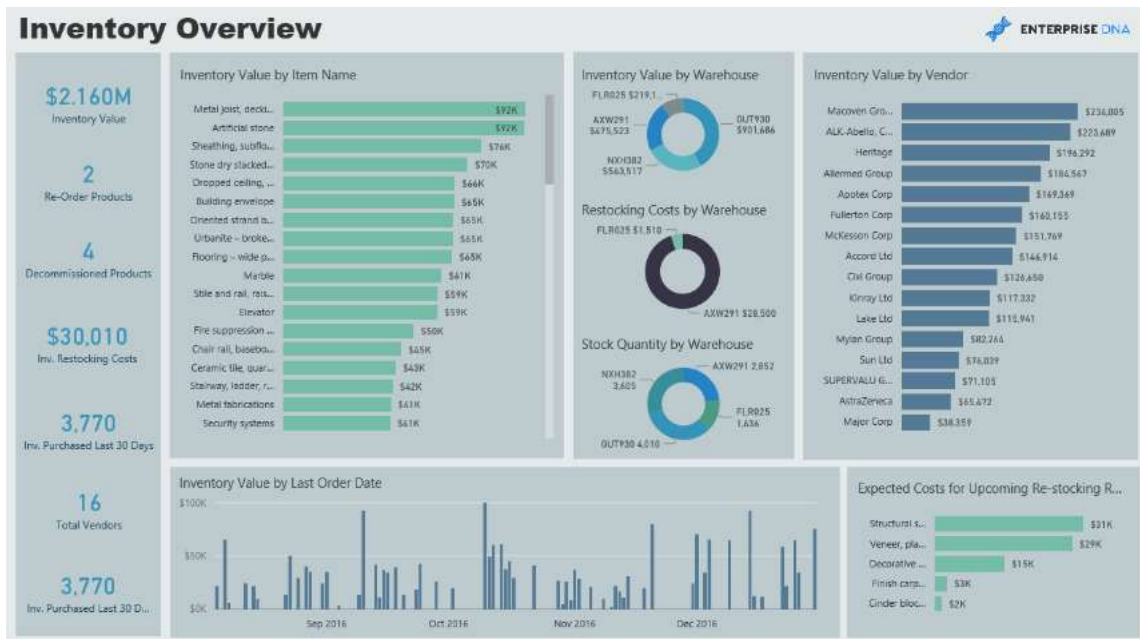 Inventory Overview
ENTERPRISE DNA
$2.160M
Inventory Value
2
Re-Order Products
4
Decommissioned Products
$30,010
Inv. Restocking Costs
3,770
Inv. Purchased Last 30 Days
16
Total Vendors
3,770
Inv. Purchased Last 30 D...
Inventory Value by Item Name
Metal joist, decki... $92K
Artificial stone $92K
Sheathing, subflo... $76K
Stone dry stacked... $70K
Dropped ceiling, ... $66K
Building envelope $65K
Oriented strand b... $65K
Urbanite – broke... $65K
Flooring – wide p... $65K
Marble $61K
Stile and rail, rais... $59K
Elevator $59K
Fire suppression ... $50K
Chair rail, basebo... $45K
Ceramic tile, quar... $43K
Stairway, ladder, r... $42K
Metal fabrications $41K
Security systems $41K
Inventory Value by Warehouse
FLR025 $219,1...
AXW291
$475,523
GUT930
$901,686
NXH382
$563,517
Restocking Costs by Warehouse
FLR025 $1,510
AXW291 $28,500
Stock Quantity by Warehouse
AXW291 2,852
NXH382
3,605
FLR025
1,636
GUT930 4,010
Inventory Value by Vendor
Macoven Gro... $236,005
ALK-Abello, C... $223,689
Heritage $196,292
Allermed Group $184,567
Apotex Corp $169,369
Fullerton Corp $160,155
McKesson Corp $151,769
Accord Ltd $146,914
Civi Group $126,650
Kinray Ltd $117,332
Lake Ltd $115,941
Mylan Group $82,264
Sun Ltd $76,039
SUPERVALU G... $71,105
AstraZeneca $65,472
Major Corp $38,359
Inventory Value by Last Order Date
$100K
$50K
$0K
Sep 2016 Oct 2016 Nov 2016 Dec 2016
Expected Costs for Upcoming Re-stocking R...
Structural s... $31K
Veneer, pla... $29K
Decorative ... $15K
Finish carp... $3K
Cinder bloc... $2K